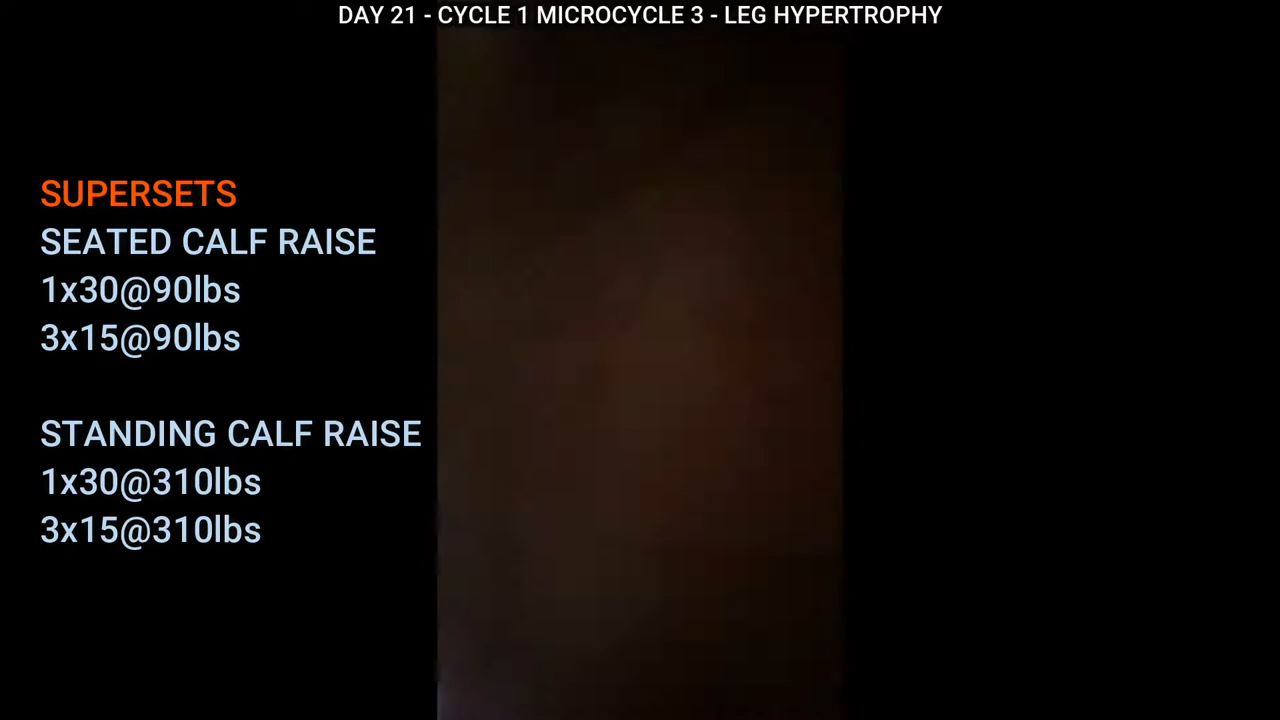 DAY 21 - CYCLE 1 MICROCYCLE 3 - LEG HYPERTROPHY
SUPERSETS
SEATED CALF RAISE
1x30@90lbs
3x15@90lbs
STANDING CALF RAISE
1x30@310lbs
3x15@310lbs